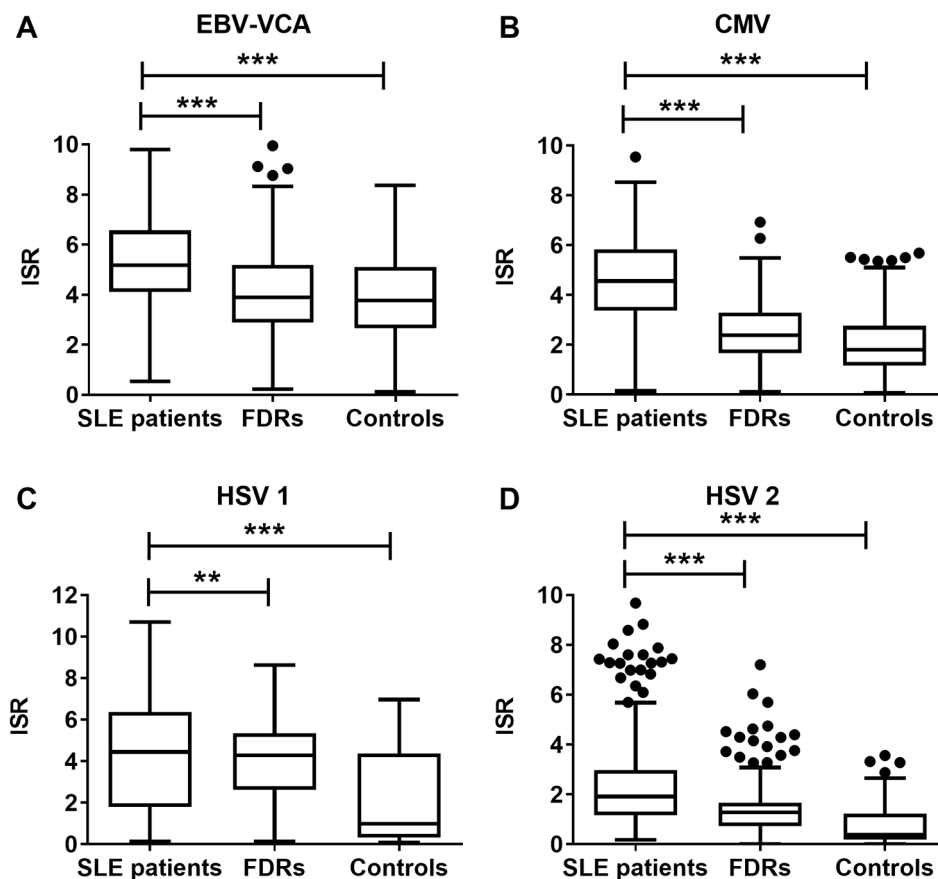 A
EBV-VCA
***
***
10
8
6
4
2
0
ISR
SLE patients FDRs Controls
B
CMV
***
***
10
8
6
4
2
0
ISR
SLE patients FDRs Controls
C
HSV 1
***
**
12
10
8
6
4
2
0
ISR
SLE patients FDRs Controls
D
HSV 2
***
***
10
8
6
4
2
0
ISR
SLE patients FDRs Controls